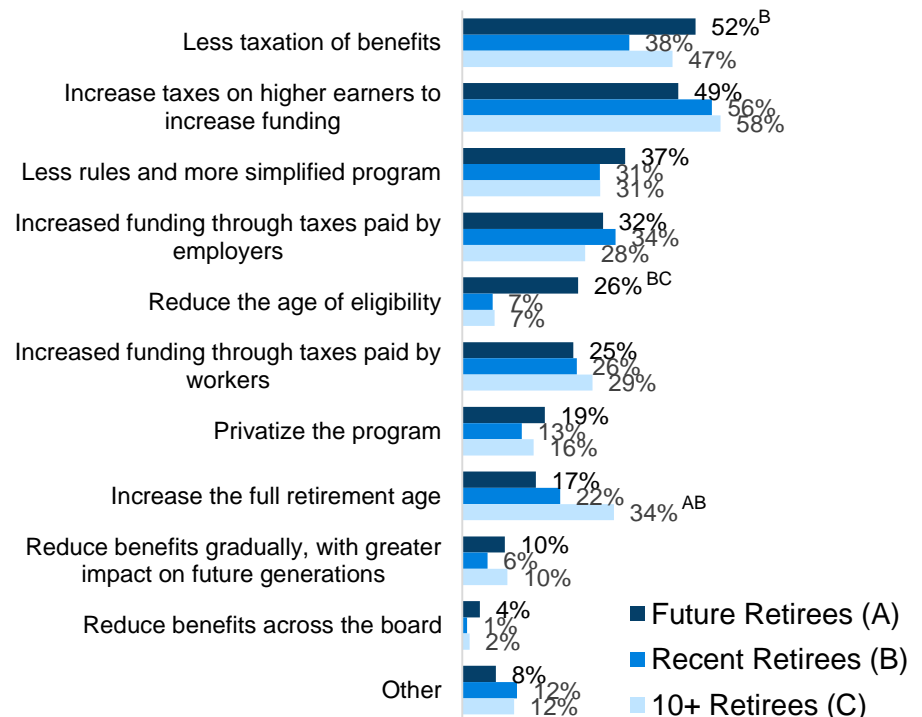 Less taxation of benefits
52%B
38%
47%
Increase taxes on higher earners to
increase funding
49%
56%
58%
Less rules and more simplified program
37%
31%
31%
Increased funding through taxes paid by
employers
32%
34%
28%
Reduce the age of eligibility
26% BC
7%
7%
Increased funding through taxes paid by
workers
25%
26%
29%
Privatize the program
19%
13%
16%
Increase the full retirement age
17%
22%
34% AB
Reduce benefits gradually, with greater
impact on future generations
10%
6%
10%
Reduce benefits across the board
4%
1%
2%
Other
8%
12%
12%
Future Retirees (A)
Recent Retirees (B)
10+ Retirees (C)